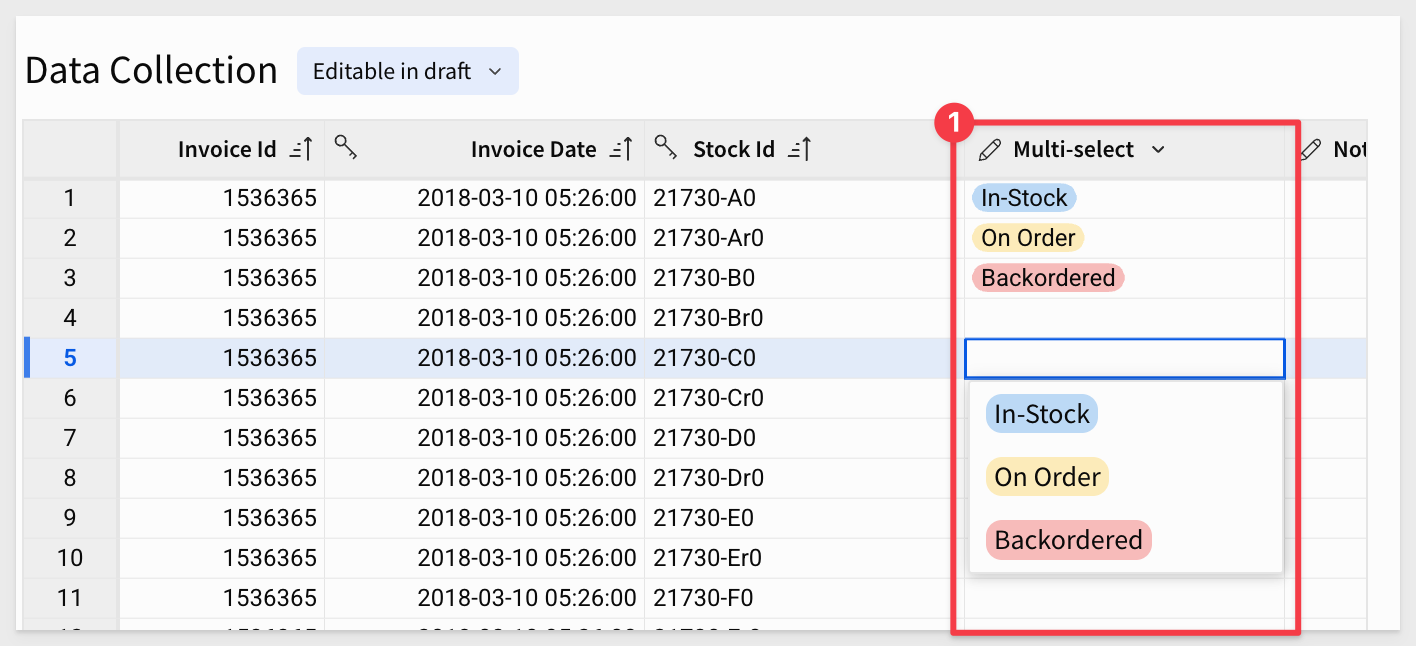 Data Collection Editable in draft
1
Invoice Id Invoice Date Stock Id Multi-select
1 1536365 2018-03-10 05:26:00 21730-A0 In-Stock
2 1536365 2018-03-10 05:26:00 21730-Ar0 On Order
3 1536365 2018-03-10 05:26:00 21730-B0 Backordered
4 1536365 2018-03-10 05:26:00 21730-Br0
5 1536365 2018-03-10 05:26:00 21730-C0
6 1536365 2018-03-10 05:26:00 21730-Cr0
In-Stock
7 1536365 2018-03-10 05:26:00 21730-D0
8 1536365 2018-03-10 05:26:00 21730-Dr0
On Order
9 1536365 2018-03-10 05:26:00 21730-E0
10 1536365 2018-03-10 05:26:00 21730-Er0
Backordered
11 1536365 2018-03-10 05:26:00 21730-F0